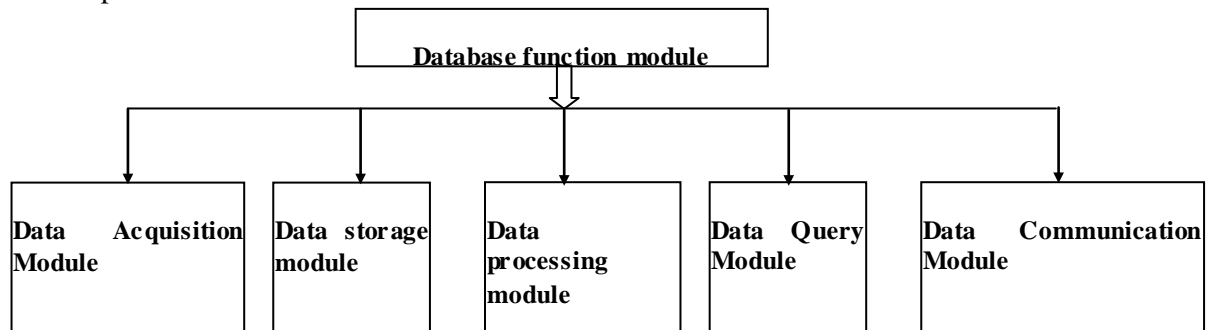 Database function module
Data Acquisition
Module
Data storage
module
Data
processing
module
Data Query
Module
Data Communication
Module